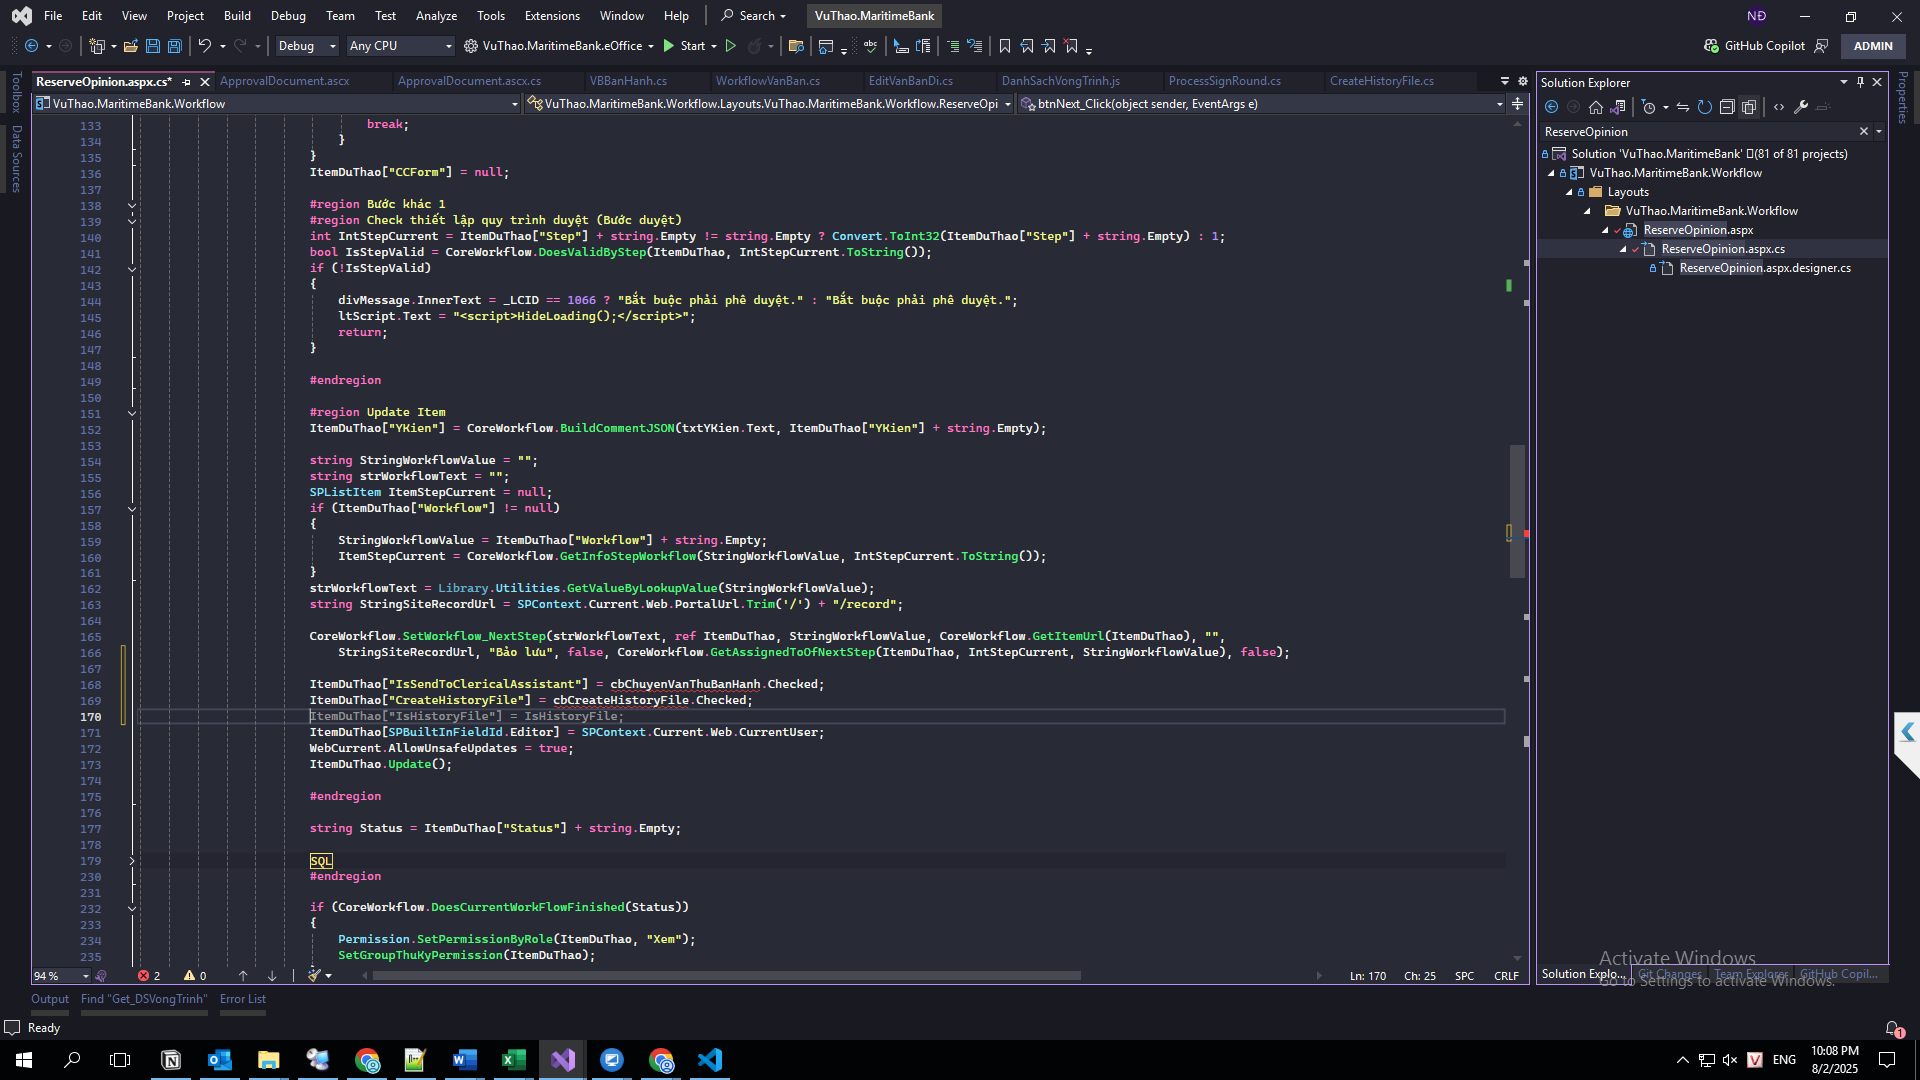 File Edit View Project Build Debug Team Test Analyze Tools Extensions Window Help Search VuThao.MaritimeBank NĐ
Debug Any CPU VuThao.MaritimeBank.eOffice Start GitHub Copilot ADMIN
ReserveOpinion.aspx.cs* ApprovalDocument.ascx ApprovalDocument.ascx.cs VBBanHanh.cs WorkflowVanBan.cs EditVanBanDi.cs DanhSachVongTrinh.js ProcessSignRound.cs CreateHistoryFile.cs
VuThao.MaritimeBank.Workflow VuThao.MaritimeBank.Workflow.Layouts.VuThao.MaritimeBank.Workflow.ReserveOpi btnNext_Click(object sender, EventArgs e)
Toolbox
Data Sources
133 break;
134 }
135 }
136 ItemDuThao["CCForm"] = null;
137
138 #region Bước khác 1
139 #region Check thiết lập quy trình duyệt (Bước duyệt)
140 int IntStepCurrent = ItemDuThao["Step"] + string.Empty != string.Empty ? Convert.ToInt32(ItemDuThao["Step"] + string.Empty) : 1;
141 bool IsStepValid = CoreWorkflow.DoesValidByStep(ItemDuThao, IntStepCurrent.ToString());
142 if (!IsStepValid)
143 {
144 divMessage.InnerText = _LCID == 1066 ? "Bắt buộc phải phê duyệt." : "Bắt buộc phải phê duyệt.";
145 ltScript.Text = "<script>HideLoading();</script>";
146 return;
147 }
148
149 #endregion
150
151 #region Update Item
152 ItemDuThao["YKien"] = CoreWorkflow.BuildCommentJSON(txtYKien.Text, ItemDuThao["YKien"] + string.Empty);
153
154 string StringWorkflowValue = "";
155 string strWorkflowText = "";
156 SPListItem ItemStepCurrent = null;
157 if (ItemDuThao["Workflow"] != null)
158 {
159 StringWorkflowValue = ItemDuThao["Workflow"] + string.Empty;
160 ItemStepCurrent = CoreWorkflow.GetInfoStepWorkflow(StringWorkflowValue, IntStepCurrent.ToString());
161 }
162 strWorkflowText = Library.Utilities.GetValueByLookupValue(StringWorkflowValue);
163 string StringSiteRecordUrl = SPContext.Current.Web.PortalUrl.Trim('/') + "/record";
164
165 CoreWorkflow.SetWorkflow_NextStep(strWorkflowText, ref ItemDuThao, StringWorkflowValue, CoreWorkflow.GetItemUrl(ItemDuThao), "",
166 StringSiteRecordUrl, "Bảo lưu", false, CoreWorkflow.GetAssignedToOfNextStep(ItemDuThao, IntStepCurrent, StringWorkflowValue), false);
167
168 ItemDuThao["IsSendToClericalAssistant"] = cbChuyenVanThuBanHanh.Checked;
169 ItemDuThao["CreateHistoryFile"] = cbCreateHistoryFile.Checked;
170 ItemDuThao["IsHistoryFile"] = IsHistoryFile;
171 ItemDuThao[SPBuiltInFieldId.Editor] = SPContext.Current.Web.CurrentUser;
172 WebCurrent.AllowUnsafeUpdates = true;
173 ItemDuThao.Update();
174
175 #endregion
176
177 string Status = ItemDuThao["Status"] + string.Empty;
178
179 SQL
230 #endregion
231
232 if (CoreWorkflow.DoesCurrentWorkFlowFinished(Status))
233 {
234 Permission.SetPermissionByRole(ItemDuThao, "Xem");
235 SetGroupThuKyPermission(ItemDuThao);
94 % 2 0 Ln: 170 Ch: 25 SPC CRLF
Output Find "Get_DSVongTrinh" Error List
Ready
Solution Explorer
ReserveOpinion
Solution 'VuThao.MaritimeBank' (81 of 81 projects)
VuThao.MaritimeBank.Workflow
Layouts
VuThao.MaritimeBank.Workflow
ReserveOpinion.aspx
ReserveOpinion.aspx.cs
ReserveOpinion.aspx.designer.cs
Properties
Activate Windows
Go to Settings to activate Windows.
Solution Explo... Git Changes Team Explorer GitHub Copil...
1
ENG
10:08 PM
8/2/2025